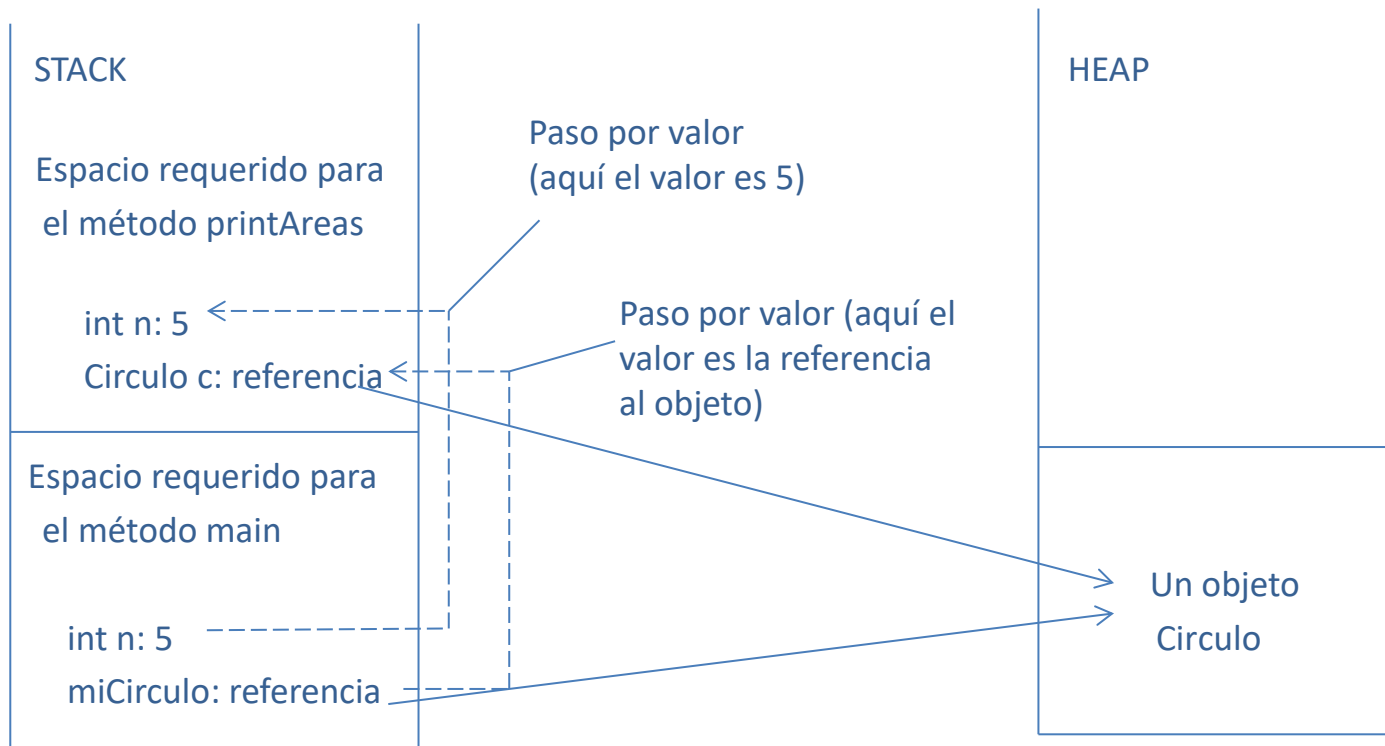 STACK
Espacio requerido para
el método printAreas
int n: 5
Circulo c: referencia
Espacio requerido para
el método main
int n: 5
miCirculo: referencia
Paso por valor
(aquí el valor es 5)
Paso por valor (aquí el
valor es la referencia
al objeto)
HEAP
Un objeto
Circulo